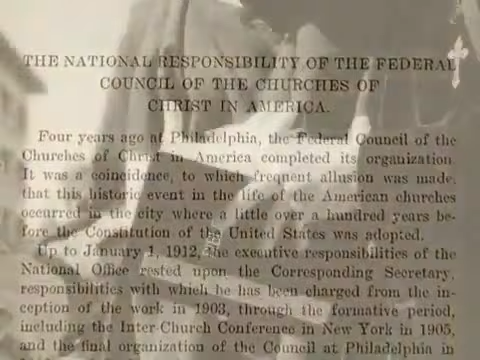 THE NATIONAL RESPONSIBILITY OF THE FEDERAL
COUNCIL OF THE CHURCHES OF
CHRIST IN AMERICA.
Four years ago at Philadelphia, the Federal Council of the
Churches of Christ in America completed its organization.
It was a coincidence, to which frequent allusion was made,
that this historic event in the life of the American churches
occurred in the city where a little over a hundred years be-
fore the Constitution of the United States was adopted.
Up to January 1, 1912, the executive responsibilities of the
National Office rested upon the Corresponding Secretary,
responsibilities with which he has been charged from the in-
ception of the work in 1903, through the formative period,
including the Inter-Church Conference in New York in 1905,
and the final organization of the Council at Philadelphia in